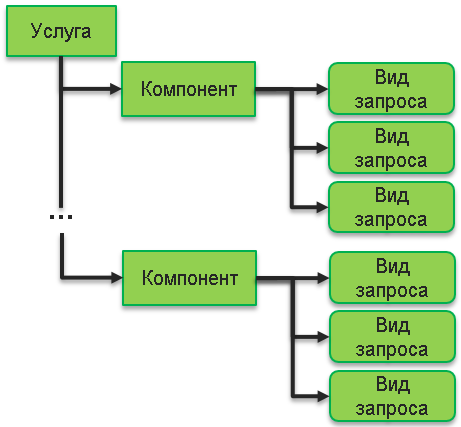 Услуга
Компонент
Вид
запроса
Вид
запроса
Вид
запроса
...
Компонент
Вид
запроса
Вид
запроса
Вид
запроса